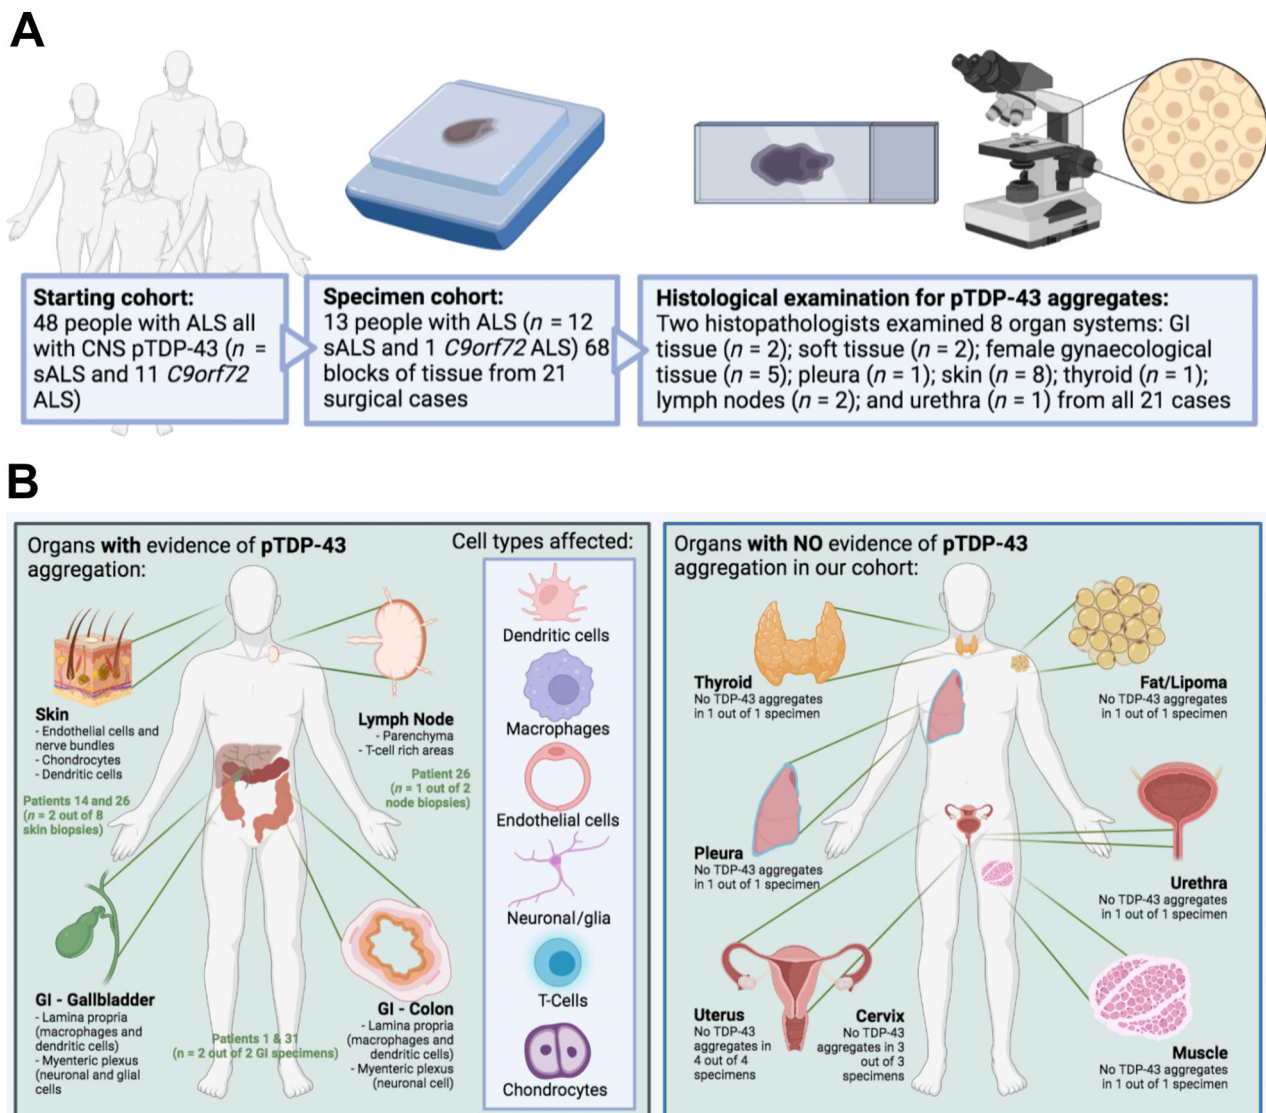 A
Starting cohort:
48 people with ALS all
with CNS pTDP-43 (n =
sALS and 11 C9orf72
ALS)
Specimen cohort:
13 people with ALS (n = 12
sALS and 1 C9orf72 ALS) 68
blocks of tissue from 21
surgical cases
Histological examination for pTDP-43 aggregates:
Two histopathologists examined 8 organ systems: GI
tissue (n = 2); soft tissue (n = 2); female gynaecological
tissue (n = 5); pleura (n = 1); skin (n = 8); thyroid (n = 1);
lymph nodes (n = 2); and urethra (n = 1) from all 21 cases
B
Organs with evidence of pTDP-43
aggregation:
Skin
- Endothelial cells and
nerve bundles
- Chondrocytes
- Dendritic cells
Patients 14 and 26
(n = 2 out of 8
skin biopsies)
Lymph Node
- Parenchyma
- T-cell rich areas
Patient 26
(n = 1 out of 2
node biopsies)
GI - Gallbladder
- Lamina propria
(macrophages and
dendritic cells)
- Myenteric plexus
(neuronal and glial
cells
Patients 1 & 31
(n = 2 out of 2 GI specimens)
GI - Colon
- Lamina propria
(macrophages and
dendritic cells)
- Myenteric plexus
(neuronal cell)
Cell types affected:
Dendritic cells
Macrophages
Endothelial cells
Neuronal/glia
T-Cells
Chondrocytes
Organs with NO evidence of pTDP-43
aggregation in our cohort:
Thyroid
No TDP-43 aggregates
in 1 out of 1 specimen
Fat/Lipoma
No TDP-43 aggregates
in 1 out of 1 specimen
Pleura
No TDP-43 aggregates
in 1 out of 1 specimen
Urethra
No TDP-43 aggregates
in 1 out of 1 specimen
Uterus
No TDP-43
aggregates in
4 out of 4
specimens
Cervix
No TDP-43
aggregates in 3
out of 3
specimens
Muscle
No TDP-43 aggregates
in 1 out of 1 specimen